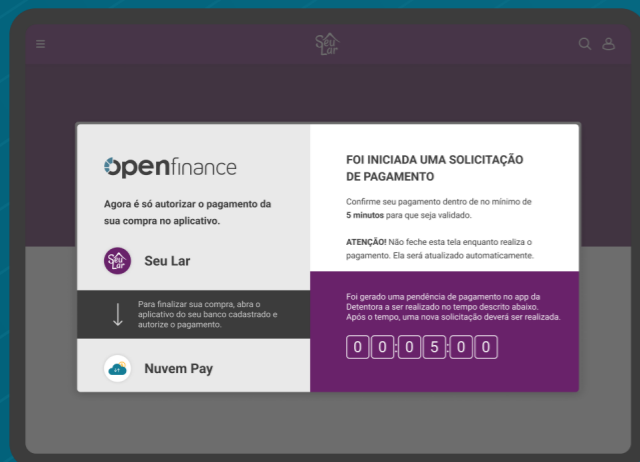 Seu
Lar
openfinance
Agora é só autorizar o pagamento da
sua compra no aplicativo.
Seu
Lar
Seu Lar
Para finalizar sua compra, abra o
aplicativo do seu banco cadastrado e
autorize o pagamento.
Nuvem Pay
FOI INICIADA UMA SOLICITAÇÃO
DE PAGAMENTO
Confirme seu pagamento dentro de no mínimo de
5 minutos para que seja validado.
ATENÇÃO! Não feche esta tela enquanto realiza o
pagamento. Ela será atualizado automaticamente.
Foi gerado uma pendência de pagamento no app da
Detentora a ser realizado no tempo descrito abaixo.
Após o tempo, uma nova solicitação deverá ser realizada.
00:05:00